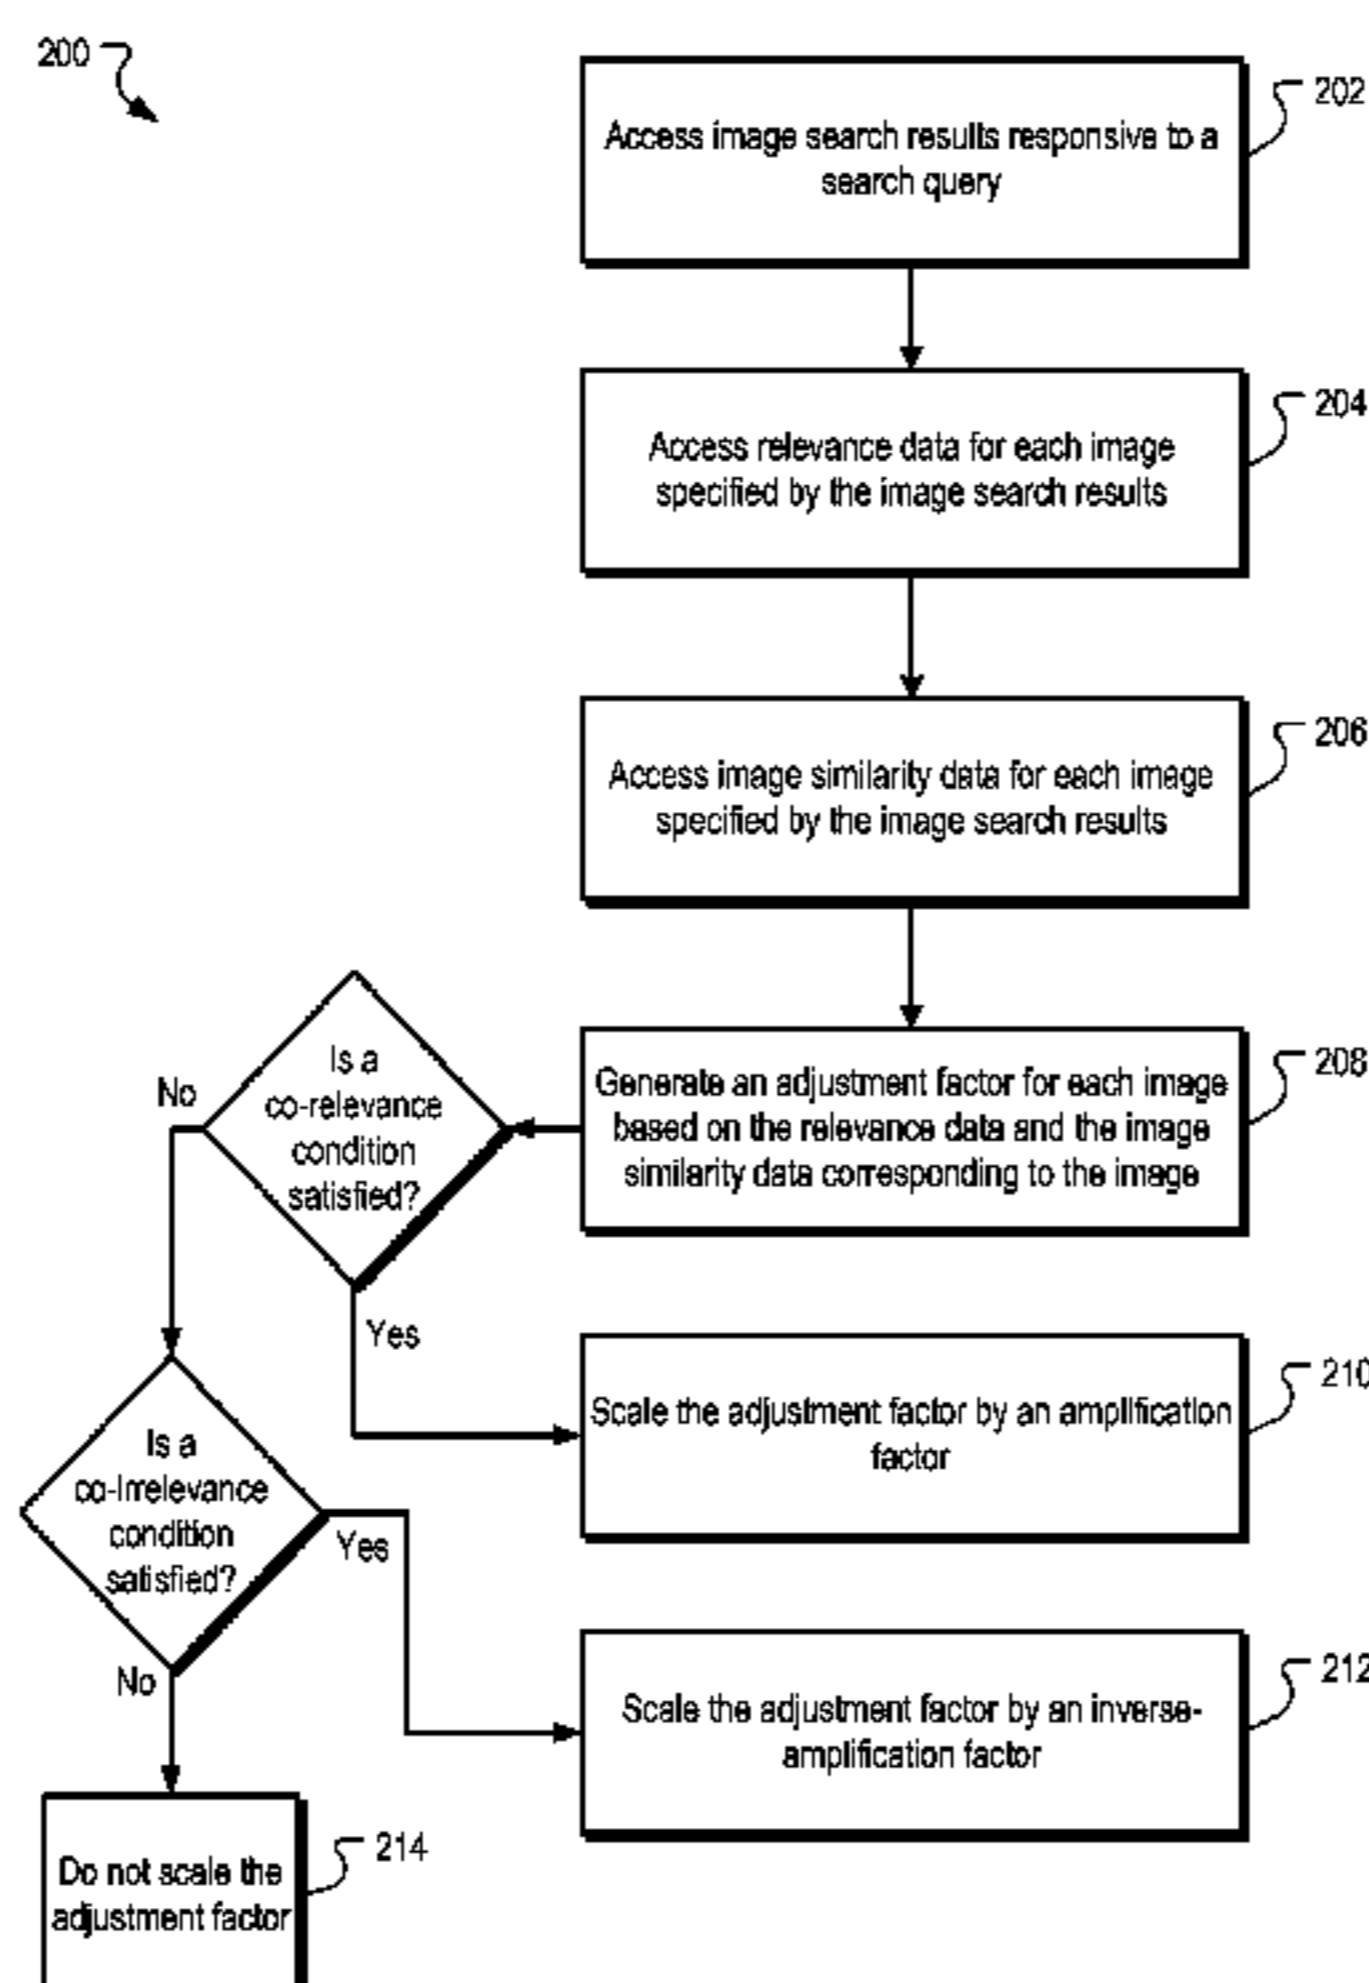 200
202
Access image search results responsive to a
search query
204
Access relevance data for each image
specified by the image search results
206
Access image similarity data for each image
specified by the image search results
208
Generate an adjustment factor for each image
based on the relevance data and the image
similarity data corresponding to the image
Is a
co-relevance
condition
satisfied?
No
Yes
210
Scale the adjustment factor by an amplification
factor
Is a
co-irrelevance
condition
satisfied?
Yes
No
212
Scale the adjustment factor by an inverse-
amplification factor
214
Do not scale the
adjustment factor